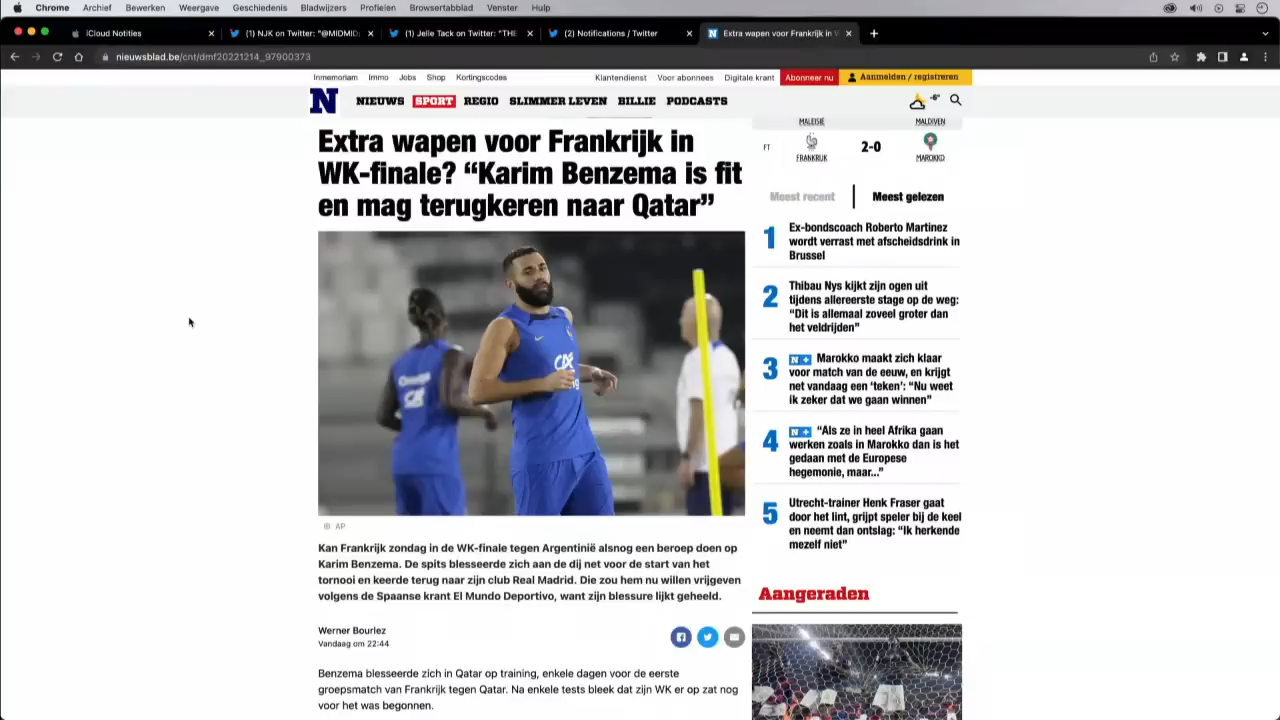 Chrome Archief Bewerken Weergave Geschiedenis Bladwijzers Profielen Browsertabblad Venster Help
iCloud Notities
(1) NJK on Twitter: "@MIDMID
(1) Jelle Tack on Twitter: "THE
(2) Notifications / Twitter
Extra wapen voor Frankrijk in W
nieuwsblad.be/cnt/dmf20221214_97900373
Inmemoriam Immo Jobs Shop Kortingscodes Klantendienst Voor abonnees Digitale krant Abonneer nu Aanmelden / registreren
N NIEUWS SPORT REGIO SLIMMER LEVEN BILLIE PODCASTS
Extra wapen voor Frankrijk in
WK-finale? “Karim Benzema is fit
en mag terugkeren naar Qatar”
AP
Kan Frankrijk zondag in de WK-finale tegen Argentinië alsnog een beroep doen op
Karim Benzema. De spits blesseerde zich aan de dij net voor de start van het
tornooi en keerde terug naar zijn club Real Madrid. Die zou hem nu willen vrijgeven
volgens de Spaanse krant El Mundo Deportivo, want zijn blessure lijkt geheeld.
Werner Bourlez
Vandaag om 22:44
Benzema blesseerde zich in Qatar op training, enkele dagen voor de eerste
groepsmatch van Frankrijk tegen Qatar. Na enkele tests bleek dat zijn WK er op zat nog
voor het was begonnen.
MALEISIË MALDIVEN
FT FRANKRIJK 2-0 MAROKKO
Meest recent Meest gelezen
1 Ex-bondscoach Roberto Martinez
wordt verrast met afscheidsdrink in
Brussel
2 Thibau Nys kijkt zijn ogen uit
tijdens allereerste stage op de weg:
“Dit is allemaal zoveel groter dan
het veldrijden”
3 N+ Marokko maakt zich klaar
voor match van de eeuw, en krijgt
net vandaag een ‘teken’: “Nu weet
ik zeker dat we gaan winnen”
4 N+ “Als ze in heel Afrika gaan
werken zoals in Marokko dan is het
gedaan met de Europese
hegemonie, maar...”
5 Utrecht-trainer Henk Fraser gaat
door het lint, grijpt speler bij de keel
en neemt dan ontslag: “Ik herkende
mezelf niet”
Aangeraden